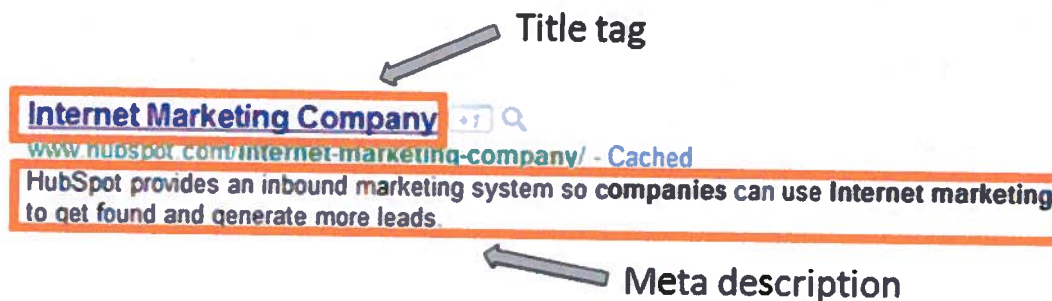 Title tag
Internet Marketing Company +1
www.hubspot.com/internet-marketing-company/ - Cached
HubSpot provides an inbound marketing system so companies can use Internet marketing
to get found and generate more leads.
Meta description